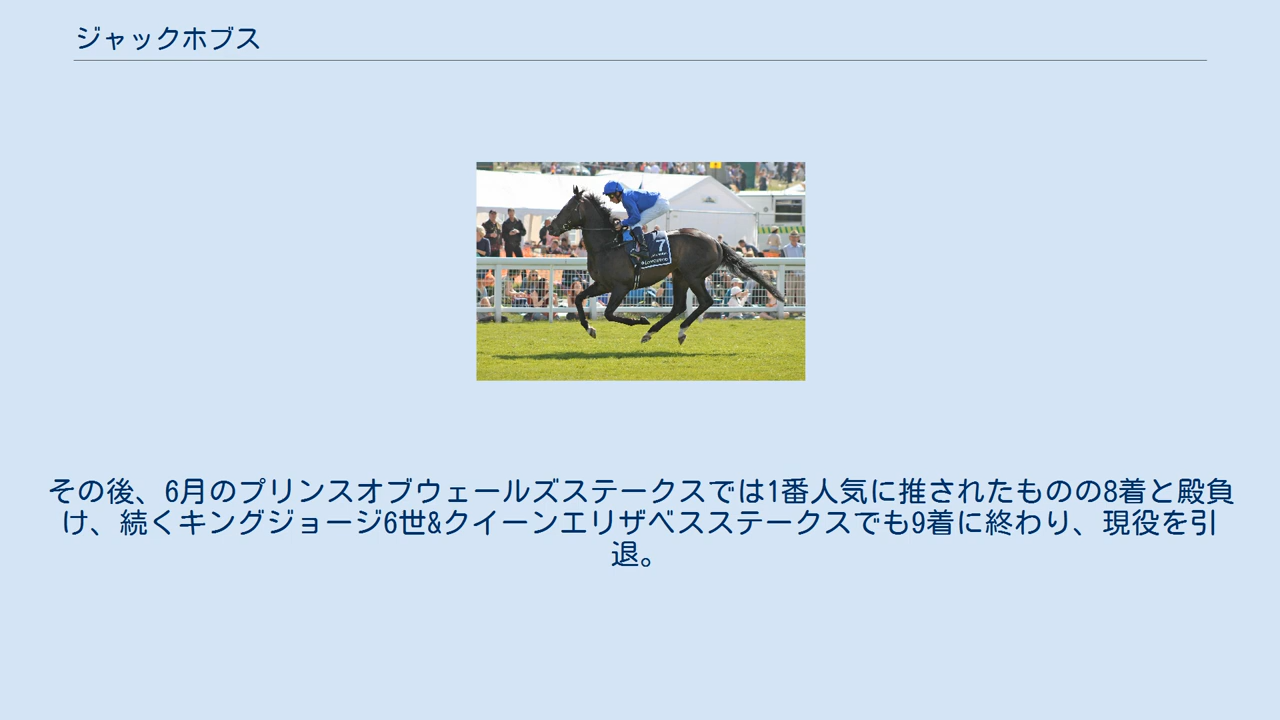 ジャックホブス
7
その後、6月のプリンスオブウェールズステークスでは1番人気に推されたものの8着と殿負
け、続くキングジョージ6世&クイーンエリザベスステークスでも9着に終わり、現役を引
退。